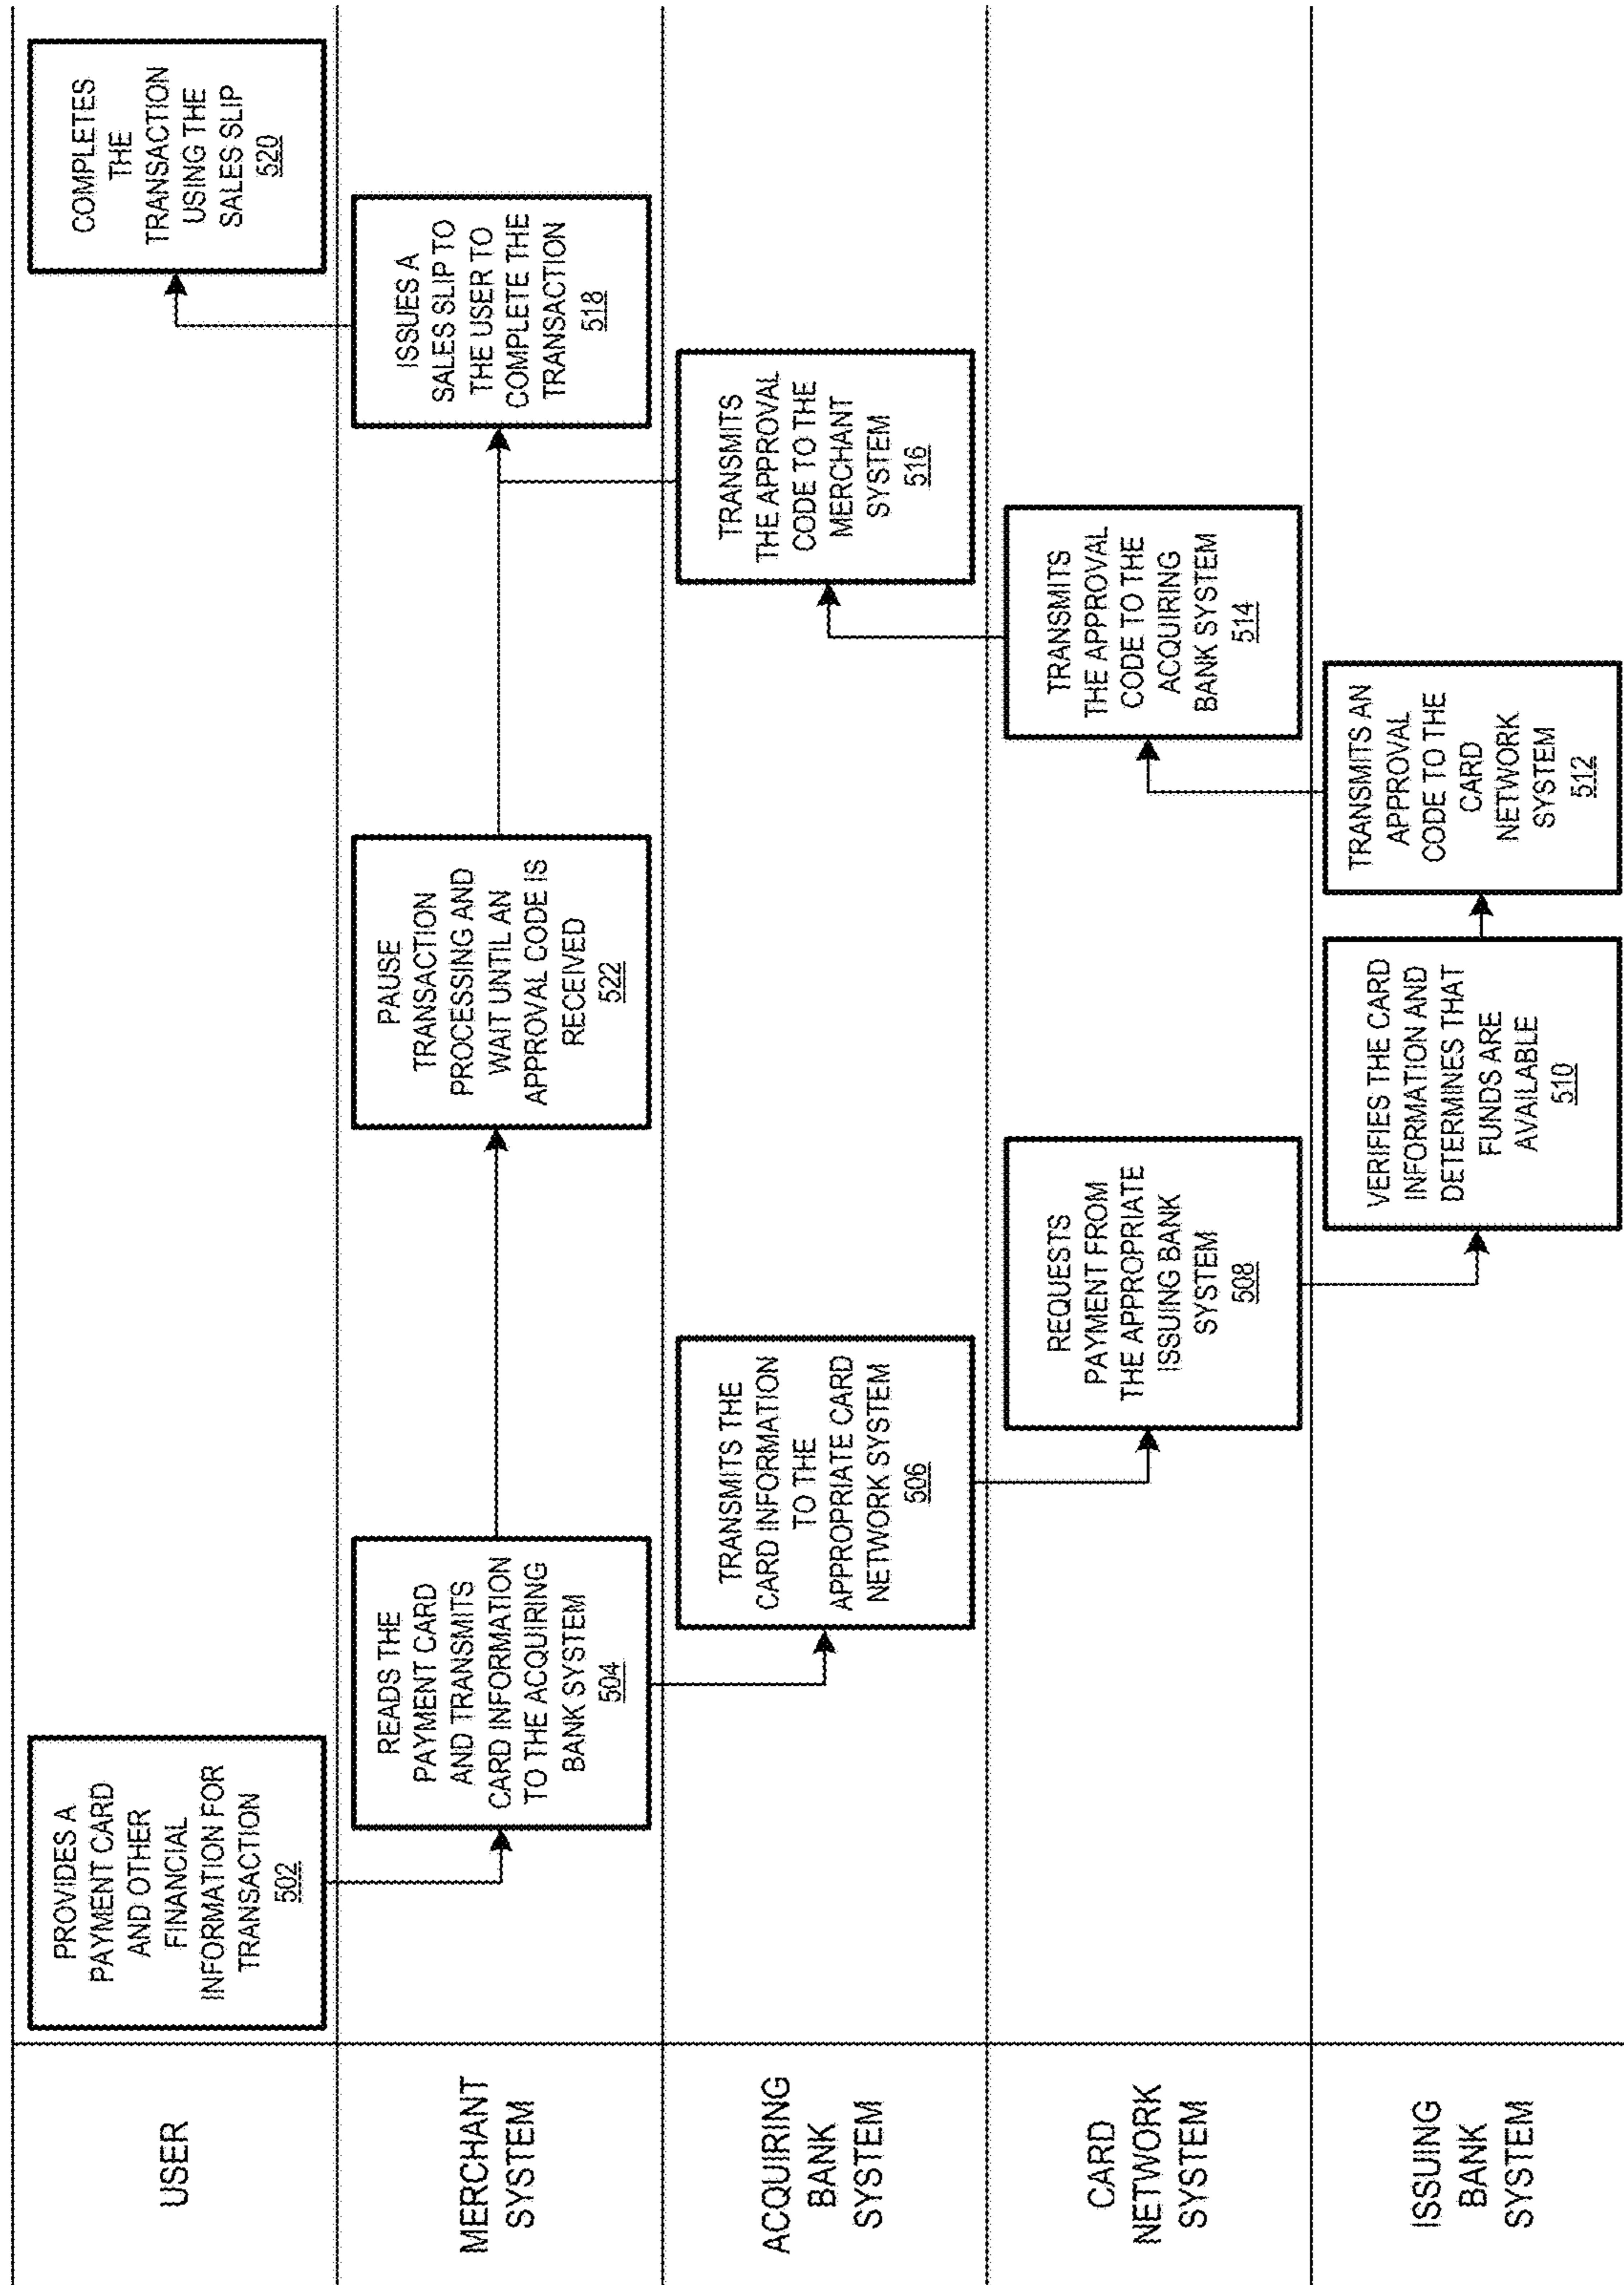 USER
PROVIDES A
PAYMENT CARD
AND OTHER
FINANCIAL
INFORMATION FOR
TRANSACTION
502
COMPLETES
THE
TRANSACTION
USING THE
SALES SLIP
520
MERCHANT
SYSTEM
READS THE
PAYMENT CARD
AND TRANSMITS
CARD INFORMATION
TO THE ACQUIRING
BANK SYSTEM
504
PAUSE
TRANSACTION
PROCESSING AND
WAIT UNTIL AN
APPROVAL CODE IS
RECEIVED
522
ISSUES A
SALES SLIP TO
THE USER TO
COMPLETE THE
TRANSACTION
518
ACQUIRING
BANK
SYSTEM
TRANSMITS THE
CARD INFORMATION
TO THE
APPROPRIATE CARD
NETWORK SYSTEM
506
TRANSMITS
THE APPROVAL
CODE TO THE
MERCHANT
SYSTEM
516
CARD
NETWORK
SYSTEM
REQUESTS
PAYMENT FROM
THE APPROPRIATE
ISSUING BANK
SYSTEM
508
TRANSMITS
THE APPROVAL
CODE TO THE
ACQUIRING
BANK SYSTEM
514
ISSUING
BANK
SYSTEM
VERIFIES THE CARD
INFORMATION AND
DETERMINES THAT
FUNDS ARE
AVAILABLE
510
TRANSMITS AN
APPROVAL
CODE TO THE
CARD
NETWORK
SYSTEM
512